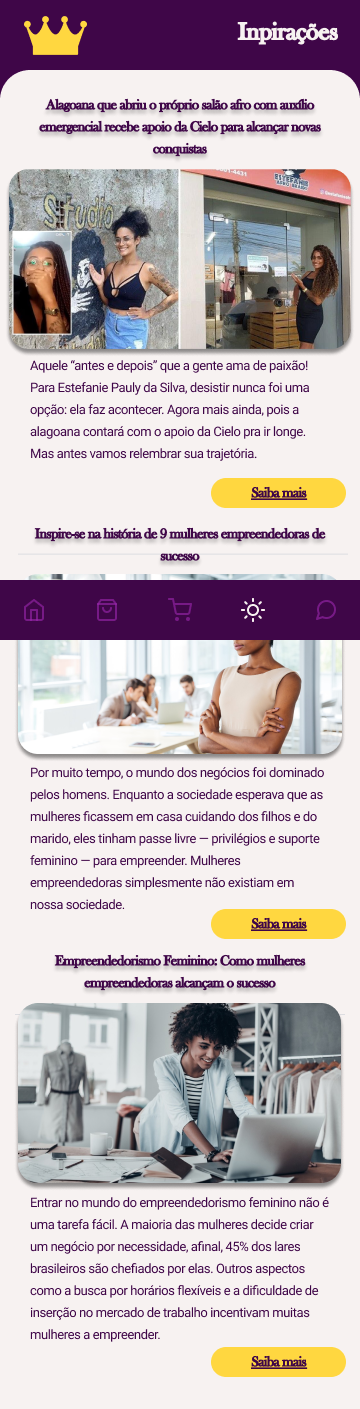 Inpirações
Alagoana que abriu o próprio salão afro com auxílio
emergencial recebe apoio da Cielo para alcançar novas
conquistas
Studio
Aquele “antes e depois” que a gente ama de paixão!
Para Estefanie Pauly da Silva, desistir nunca foi uma
opção: ela faz acontecer. Agora mais ainda, pois a
alagoana contará com o apoio da Cielo pra ir longe.
Mas antes vamos relembrar sua trajetória.
Saiba mais
Inspire-se na história de 9 mulheres empreendedoras de
sucesso
Por muito tempo, o mundo dos negócios foi dominado
pelos homens. Enquanto a sociedade esperava que as
mulheres ficassem em casa cuidando dos filhos e do
marido, eles tinham passe livre — privilégios e suporte
feminino — para empreender. Mulheres
empreendedoras simplesmente não existiam em
nossa sociedade.
Saiba mais
Empreendedorismo Feminino: Como mulheres
empreendedoras alcançam o sucesso
Entrar no mundo do empreendedorismo feminino não é
uma tarefa fácil. A maioria das mulheres decide criar
um negócio por necessidade, afinal, 45% dos lares
brasileiros são chefiados por elas. Outros aspectos
como a busca por horários flexíveis e a dificuldade de
inserção no mercado de trabalho incentivam muitas
mulheres a empreender.
Saiba mais